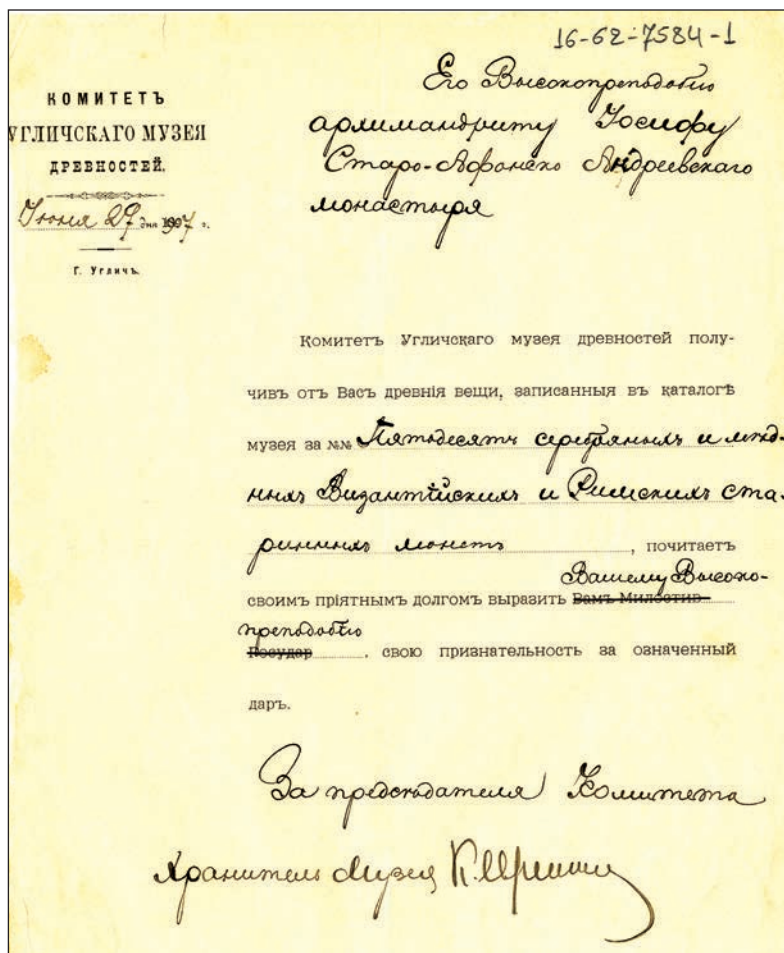 16-62-7584-1
КОМИТЕТЪ
УГЛИЧСКАГО МУЗЕЯ
ДРЕВНОСТЕЙ.
Іюня 29 дня 1907 г.
Г. Угличъ.
Его Высокопреподобію
архимандриту Іосифу
Старо-Афонско Андреевскаго
монастыря
Комитетъ Угличскаго музея древностей полу-
чивъ отъ Васъ древнія вещи, записанныя въ каталогѣ
музея за №№ Пятьдесятъ серебряныхъ и мѣд-
ныхъ Византійскихъ и Римскихъ ста-
ринныхъ монетъ, почитаетъ
Вашему Высоко-
своимъ пріятнымъ долгомъ выразить Вамъ Милостив
преподобію
Государ. свою признательность за означенный
даръ.
За предсѣдателя Комитета
Хранитель Музея К.